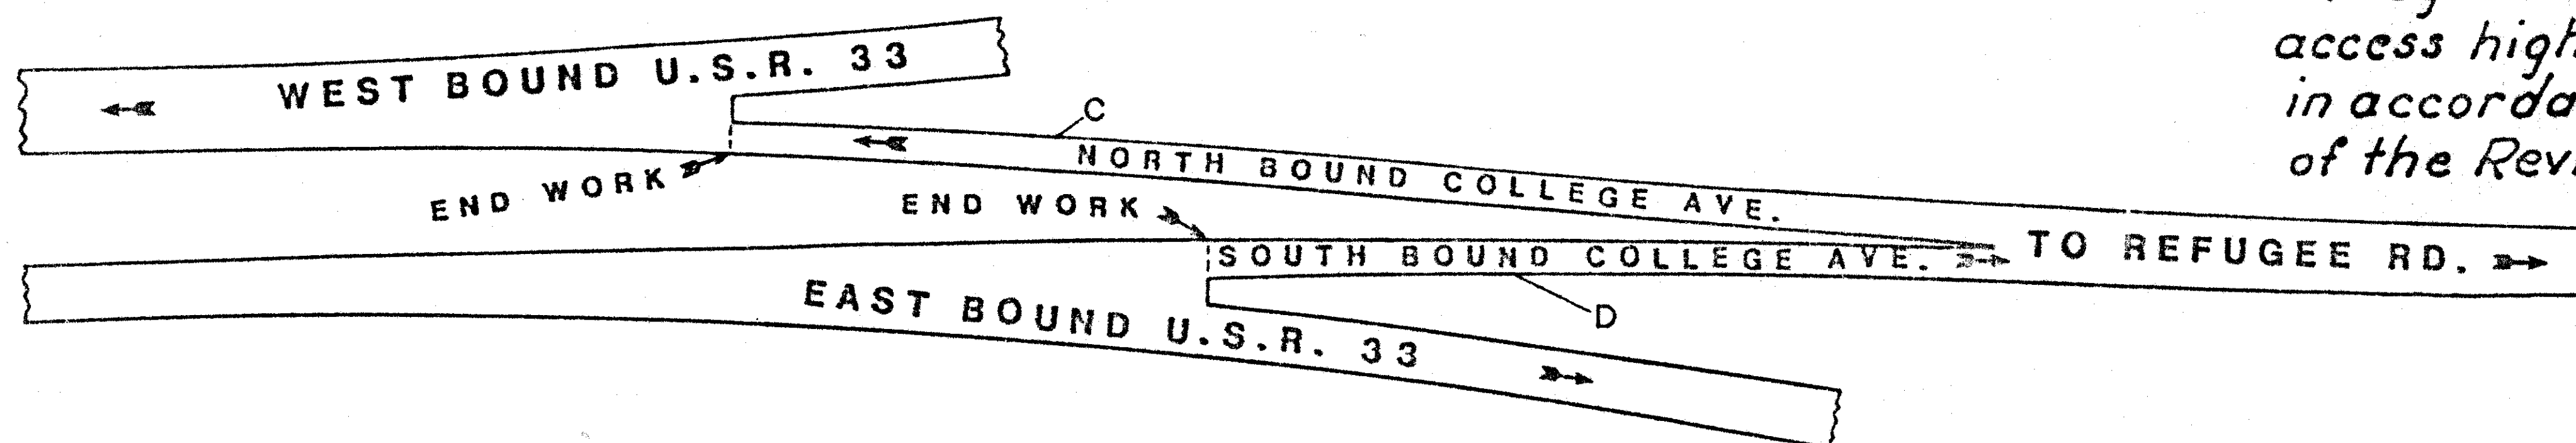 WEST BOUND U.S.R. 33
C
NORTH BOUND COLLEGE AVE.
END WORK
END WORK
SOUTH BOUND COLLEGE AVE.
TO REFUGEE RD.
EAST BOUND U.S.R. 33
D
access high
in accorda
of the Revi